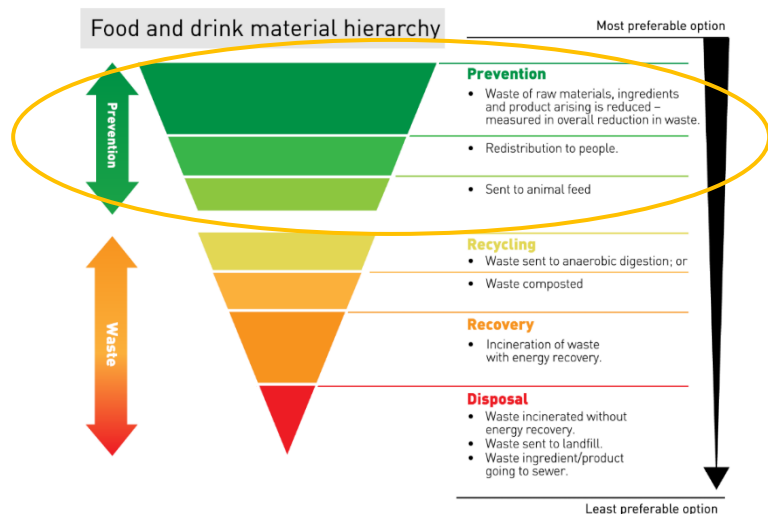 Food and drink material hierarchy
Most preferable option
Prevention
Prevention
• Waste of raw materials, ingredients
and product arising is reduced –
measured in overall reduction in waste.
• Redistribution to people.
• Sent to animal feed
Waste
Recycling
• Waste sent to anaerobic digestion; or
• Waste composted
Recovery
• Incineration of waste
with energy recovery.
Disposal
• Waste incinerated without
energy recovery.
• Waste sent to landfill.
• Waste ingredient/product
going to sewer.
Least preferable option